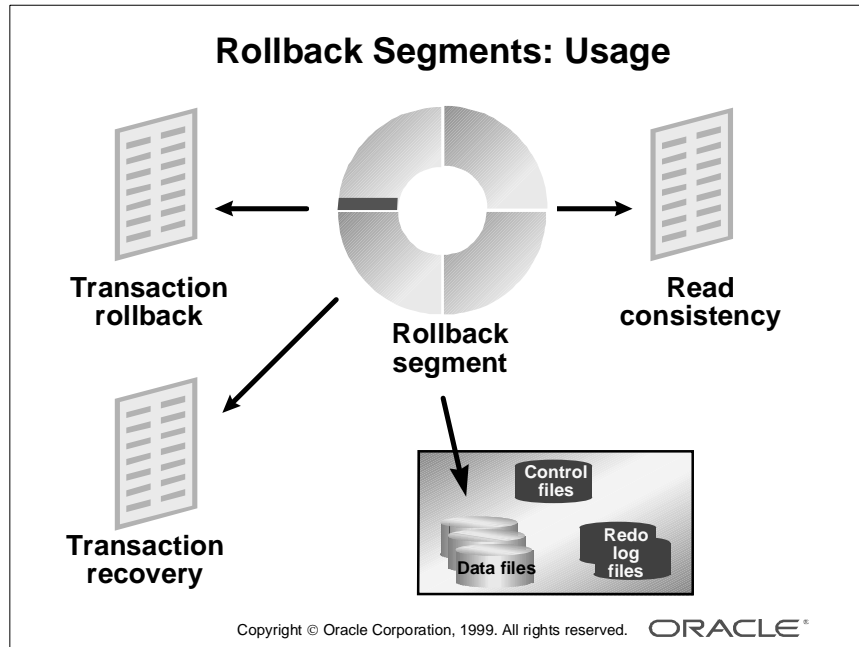 Rollback Segments: Usage
Transaction
rollback
Rollback
segment
Read
consistency
Transaction
recovery
Control
files
Data files
Redo
log
files
Copyright © Oracle Corporation, 1999. All rights reserved.
ORACLE®